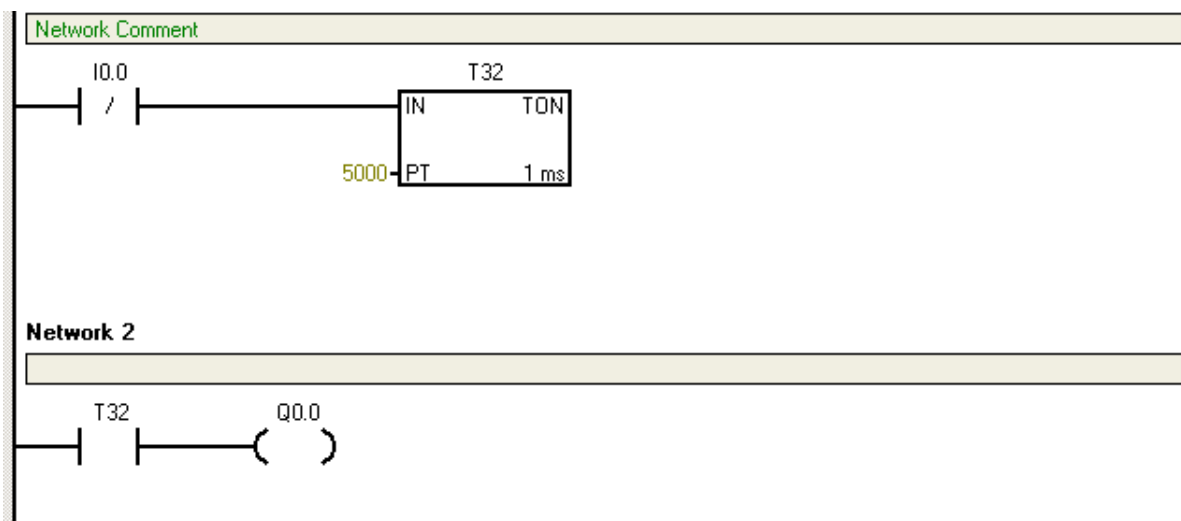 Network Comment
I0.0 T32
/ IN TON
5000 PT 1 ms
Network 2
T32 Q0.0